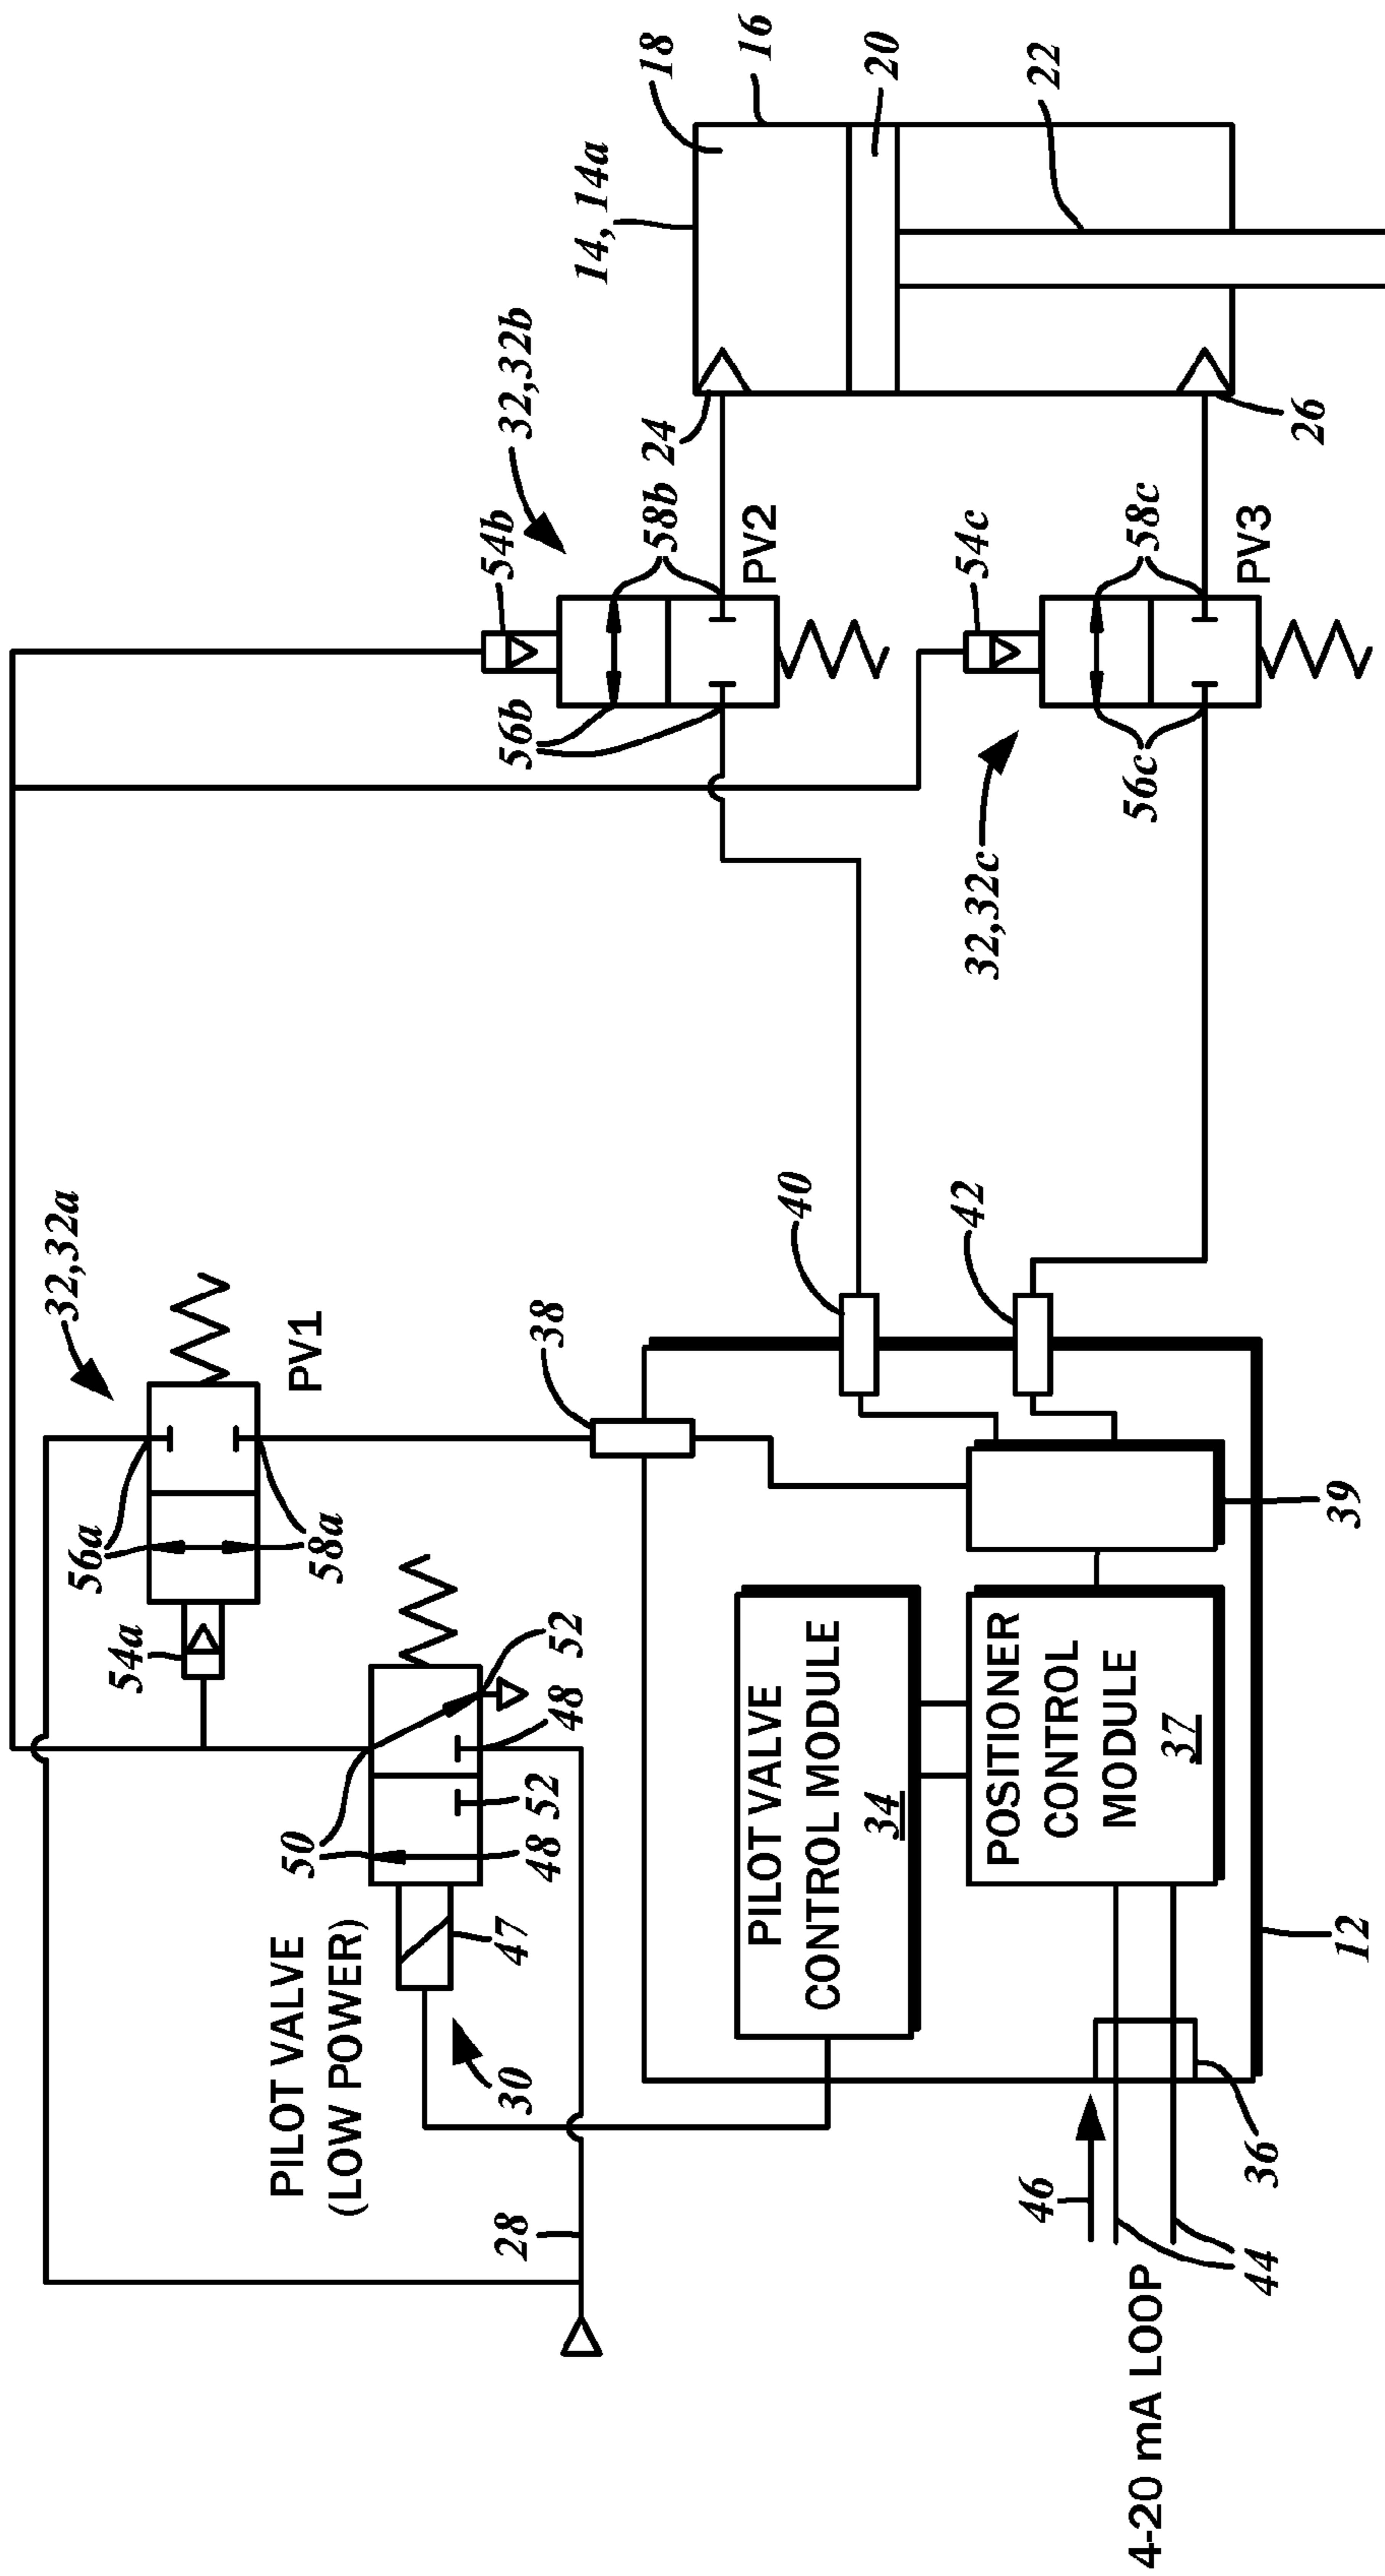 32,32a
PV1
56a
58a
54a
PILOT VALVE
(LOW POWER)
50
52
48
52
48
47
30
28
38
40
42
PILOT VALVE
CONTROL MODULE
34
POSITIONER
CONTROL
MODULE
37
39
12
36
46
44
4-20 mA LOOP
32,32b
54b
56b
58b
PV2
24
14, 14a
18
16
20
22
26
54c
58c
PV3
56c
32,32c